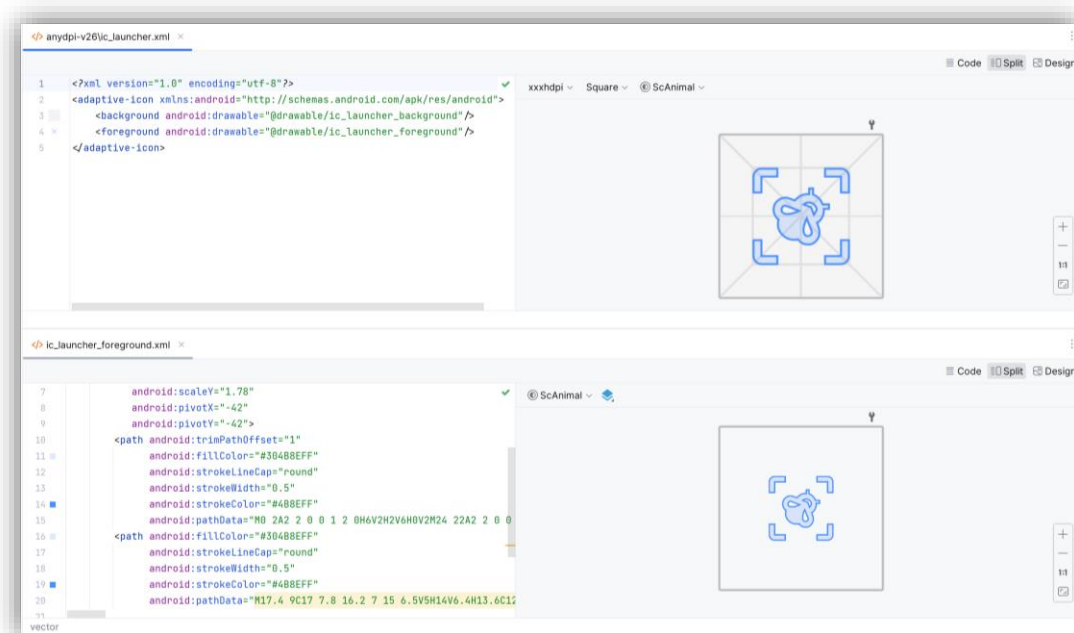 anydpi-v26\ic_launcher.xml
Code Split Design
1 <?xml version="1.0" encoding="utf-8"?>
2 <adaptive-icon xmlns:android="http://schemas.android.com/apk/res/android">
3 <background android:drawable="@drawable/ic_launcher_background"/>
4 <foreground android:drawable="@drawable/ic_launcher_foreground"/>
5 </adaptive-icon>
xxxhdpi Square ScAnimal
1:1
ic_launcher_foreground.xml
Code Split Design
7 android:scaleY="1.78"
8 android:pivotX="-42"
9 android:pivotY="-42">
10 <path android:trimPathOffset="1"
11 android:fillColor="#304B8EFF"
12 android:strokeLineCap="round"
13 android:strokeWidth="0.5"
14 android:strokeColor="#4B8EFF"
15 android:pathData="M0 2A2 2 0 0 1 2 0H6V2H2V6H0V2M24 22A2 2 0 0
16 <path android:fillColor="#304B8EFF"
17 android:strokeLineCap="round"
18 android:strokeWidth="0.5"
19 android:strokeColor="#4B8EFF"
20 android:pathData="M17.4 9C17 7.8 16.2 7 15 6.5V5H14V6.4H13.6C12
21
ScAnimal
1:1
vector